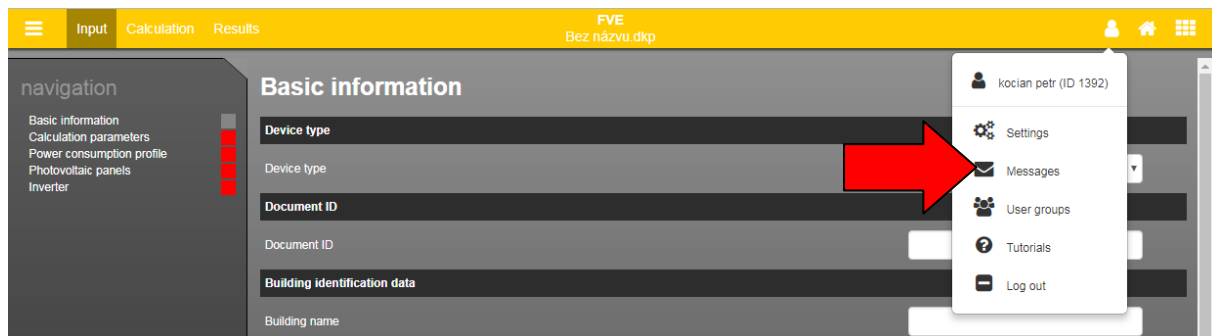 Input Calculation Results
FVE
Bez názvu.dkp
navigation
Basic information
Calculation parameters
Power consumption profile
Photovoltaic panels
Inverter
Basic information
Device type
Device type
Document ID
Document ID
Building identification data
Building name
kocian petr (ID 1392)
Settings
Messages
User groups
Tutorials
Log out